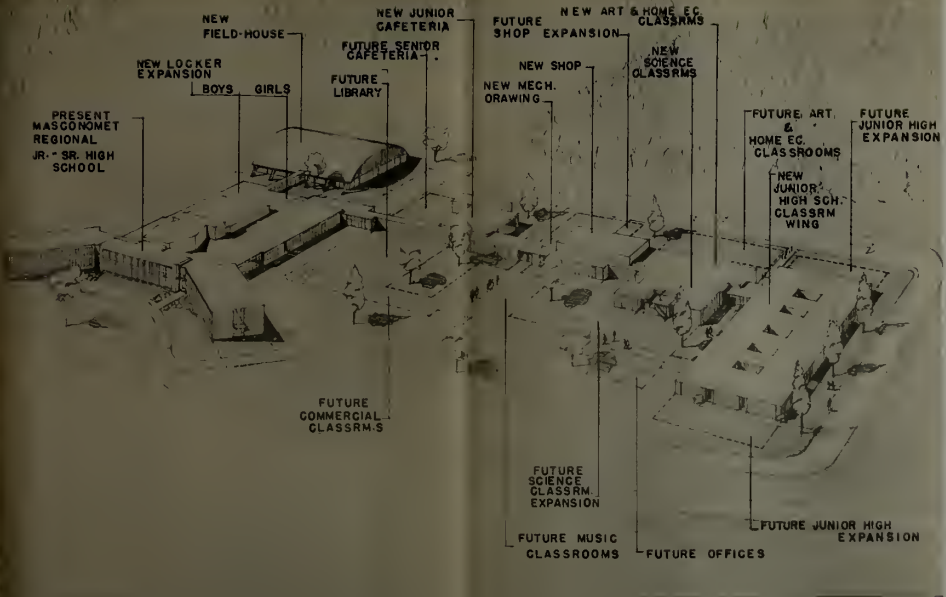 NEW
FIELD-HOUSE
NEW JUNIOR
CAFETERIA
FUTURE SENIOR
CAFETERIA
NEW LOCKER
EXPANSION
BOYS GIRLS
FUTURE
LIBRARY
PRESENT
MASCONOMET
REGIONAL
JR.- SR. HIGH
SCHOOL
NEW ART & HOME EC.
CLASSRMS
FUTURE
SHOP EXPANSION
NEW SHOP
NEW
SCIENCE
CLASSRMS
NEW MECH.
DRAWING
FUTURE ART
&
HOME EC.
CLASSROOMS
FUTURE
JUNIOR HIGH
EXPANSION
NEW
JUNIOR
HIGH SCH.
CLASSRM
WING
FUTURE
COMMERCIAL
CLASSRM.S
FUTURE
SCIENCE
CLASSRM.
EXPANSION
FUTURE MUSIC
CLASSROOMS
FUTURE OFFICES
FUTURE JUNIOR HIGH
EXPANSION